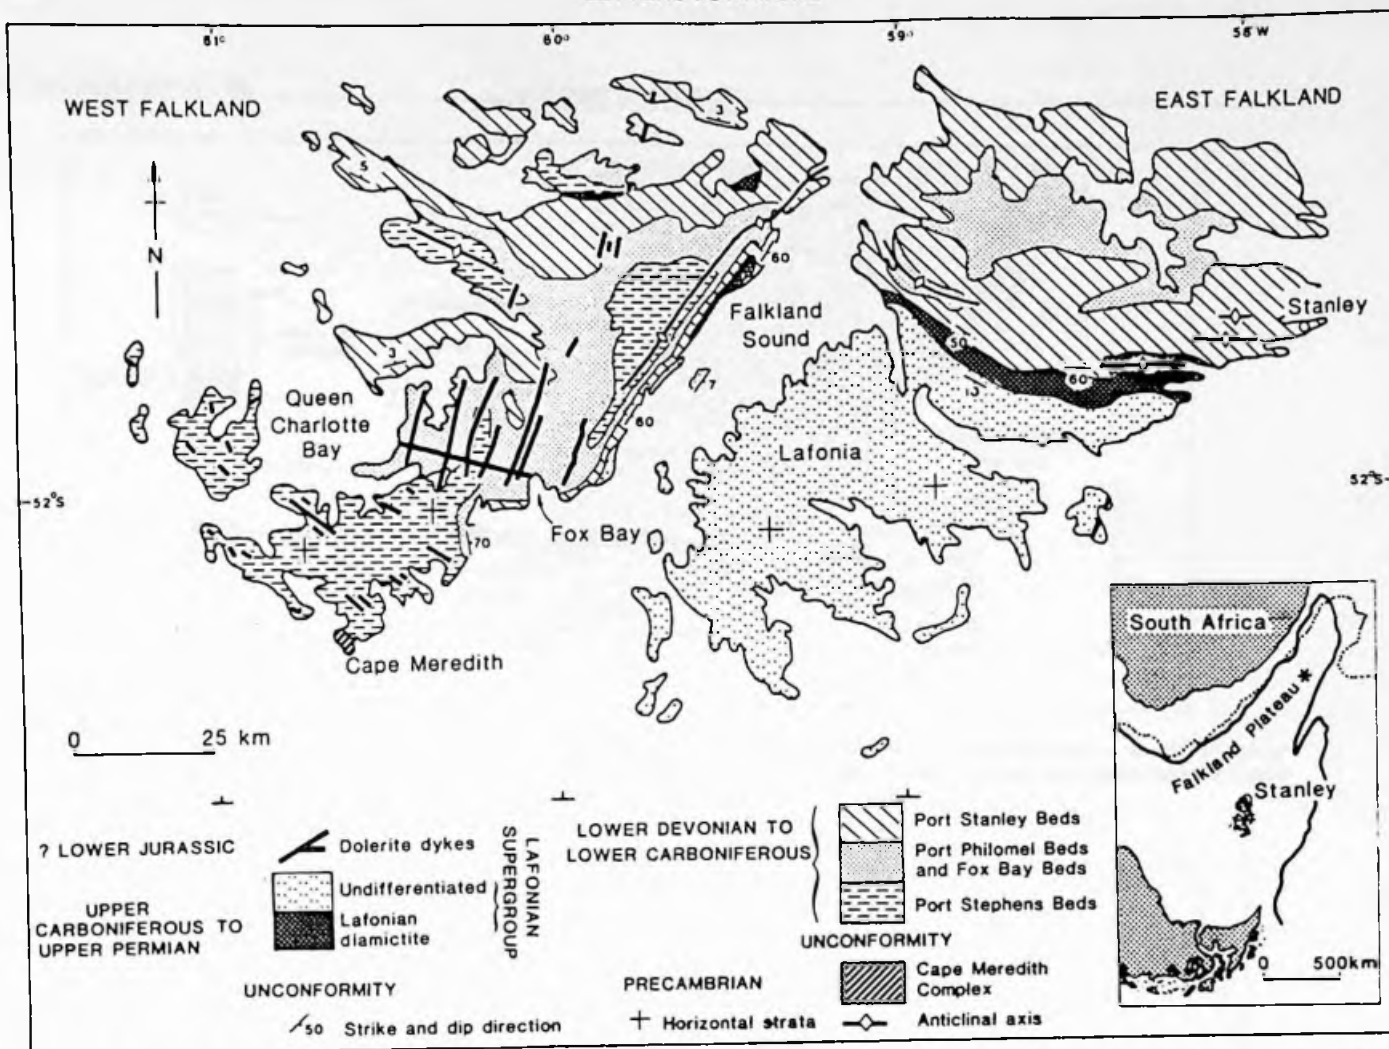 61° 60° 59° 58°W
WEST FALKLAND
EAST FALKLAND
3
5
N
60
Falkland
Sound
Stanley
50
3
7
60
13
Queen
Charlotte
Bay
60
Lafonia
52°S
52°S
Fox Bay
70
Cape Meredith
South Africa
Falkland Plateau
Stanley
0 500km
0 25 km
? LOWER JURASSIC
Dolerite dykes
UPPER
CARBONIFEROUS TO
UPPER PERMIAN
Undifferentiated
Lafonian
diamictite
LAFONIAN
SUPERGROUP
LOWER DEVONIAN TO
LOWER CARBONIFEROUS
Port Stanley Beds
Port Philomel Beds
and Fox Bay Beds
Port Stephens Beds
UNCONFORMITY
UNCONFORMITY
PRECAMBRIAN
Cape Meredith
Complex
50 Strike and dip direction
Horizontal strata
Anticlinal axis